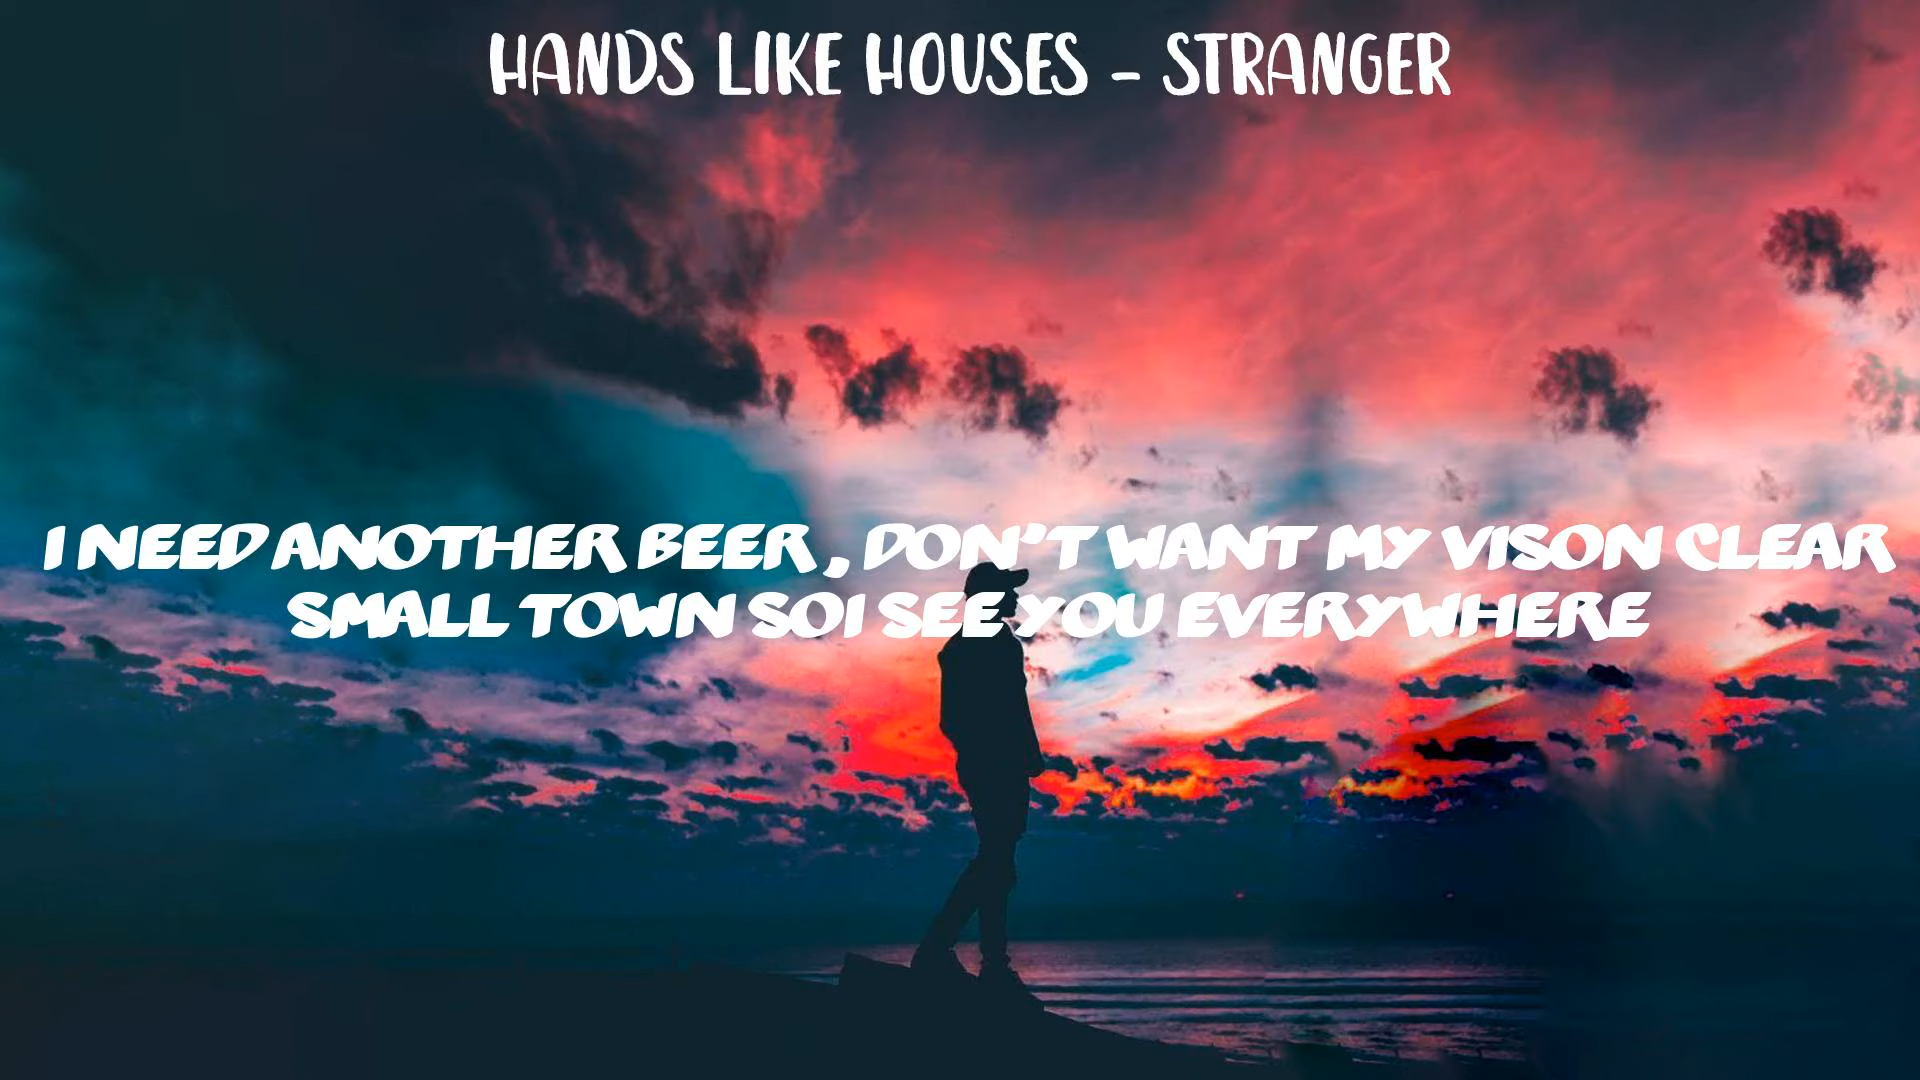 HANDS LIKE HOUSES - STRANGER
I NEED ANOTHER BEER , DON'T WANT MY VISON CLEAR
SMALL TOWN SOI SEE YOU EVERYWHERE